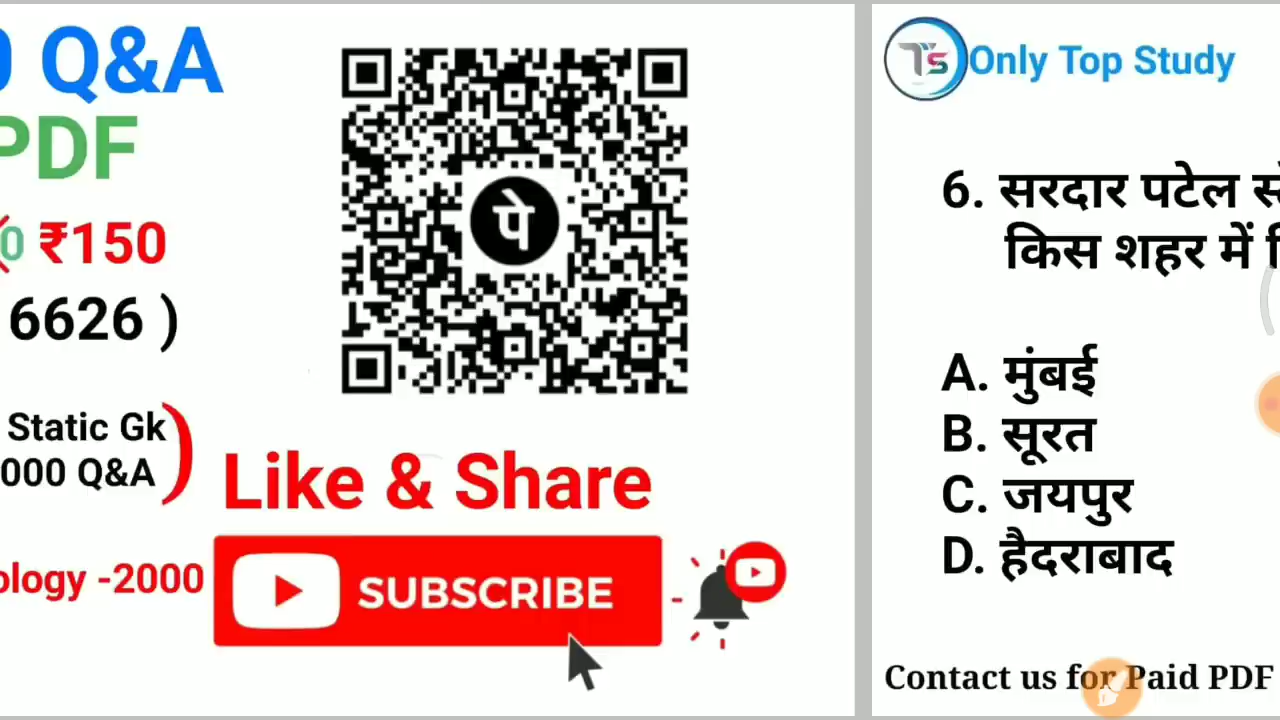 Q&A
PDF
₹150
6626 )
Static Gk
000 Q&A
ology -2000
पे
Like & Share
SUBSCRIBE
TS Only Top Study
6. सरदार पटेल
किस शहर में
A. मुंबई
B. सूरत
C. जयपुर
D. हैदराबाद
Contact us for Paid PDF